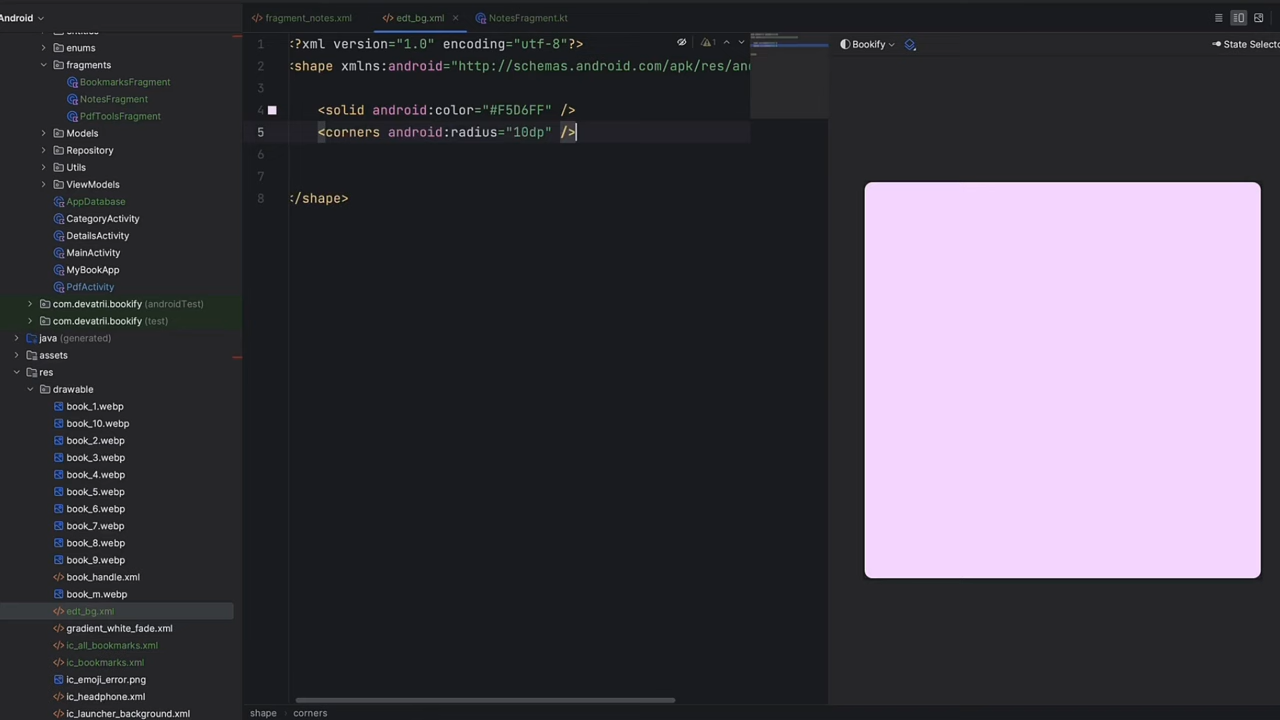 Android
fragment_notes.xml
edt_bg.xml
NotesFragment.kt
enums
fragments
BookmarksFragment
NotesFragment
PdfToolsFragment
Models
Repository
Utils
ViewModels
AppDatabase
CategoryActivity
DetailsActivity
MainActivity
MyBookApp
PdfActivity
com.devatrii.bookify (androidTest)
com.devatrii.bookify (test)
java (generated)
assets
res
drawable
book_1.webp
book_10.webp
book_2.webp
book_3.webp
book_4.webp
book_5.webp
book_6.webp
book_7.webp
book_8.webp
book_9.webp
book_handle.xml
book_m.webp
edt_bg.xml
gradient_white_fade.xml
ic_all_bookmarks.xml
ic_bookmarks.xml
ic_emoji_error.png
ic_headphone.xml
ic_launcher_background.xml
1 <?xml version="1.0" encoding="utf-8"?>
2 <shape xmlns:android="http://schemas.android.com/apk/res/an
3
4 <solid android:color="#F5D6FF" />
5 <corners android:radius="10dp" />
6
7
8 </shape>
1
Bookify
State Selecto
shape corners